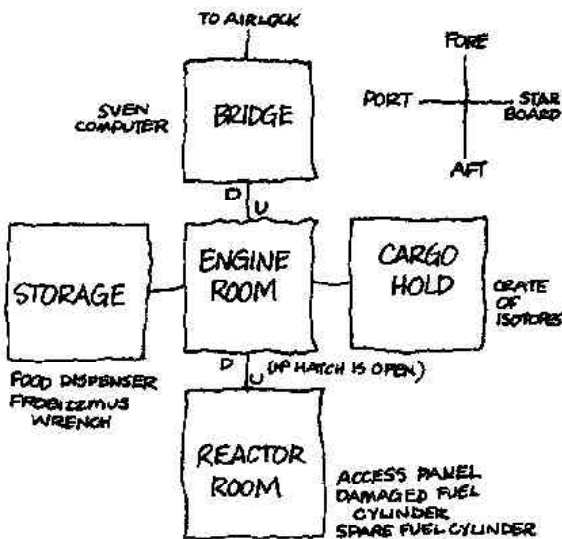 TO AIRLOCK
FORE
PORT
STAR
BOARD
AFT
SVEN
COMPUTER
BRIDGE
D
U
STORAGE
ENGINE
ROOM
CARGO
HOLD
CRATE
OF
ISOTOPES
FOOD DISPENSER
FROBIZZMUS
WRENCH
D
U
(IF HATCH IS OPEN)
REACTOR
ROOM
ACCESS PANEL
DAMAGED FUEL
CYLINDER
SPARE FUEL CYLINDER